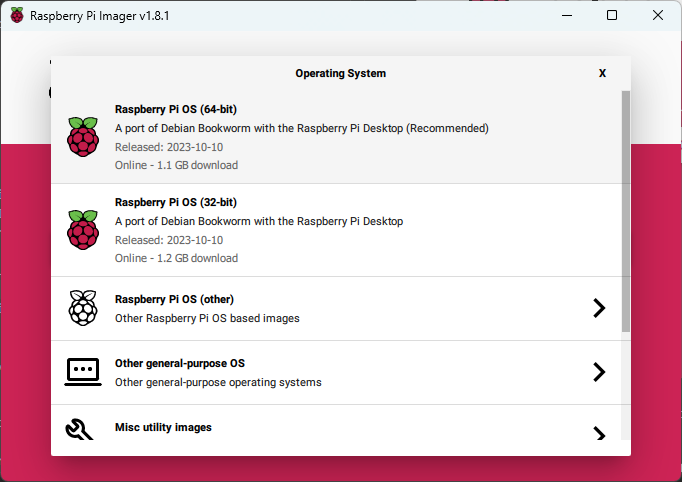 Raspberry Pi Imager v1.8.1
Operating System
X
Raspberry Pi OS (64-bit)
A port of Debian Bookworm with the Raspberry Pi Desktop (Recommended)
Released: 2023-10-10
Online - 1.1 GB download
Raspberry Pi OS (32-bit)
A port of Debian Bookworm with the Raspberry Pi Desktop
Released: 2023-10-10
Online - 1.2 GB download
Raspberry Pi OS (other)
Other Raspberry Pi OS based images
Other general-purpose OS
Other general-purpose operating systems
Misc utility images